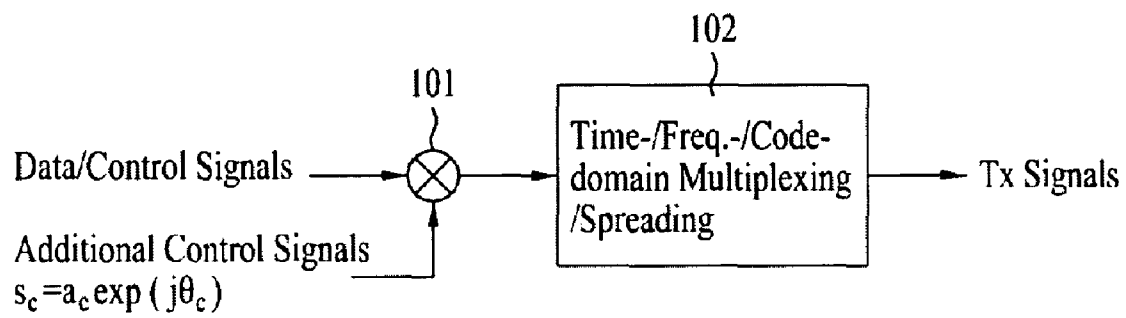 102
101
Time-/Freq.-/Code-
domain Multiplexing
/Spreading
Data/Control Signals
Tx Signals
Additional Control Signals
s_c=a_c exp ( jθ_c )